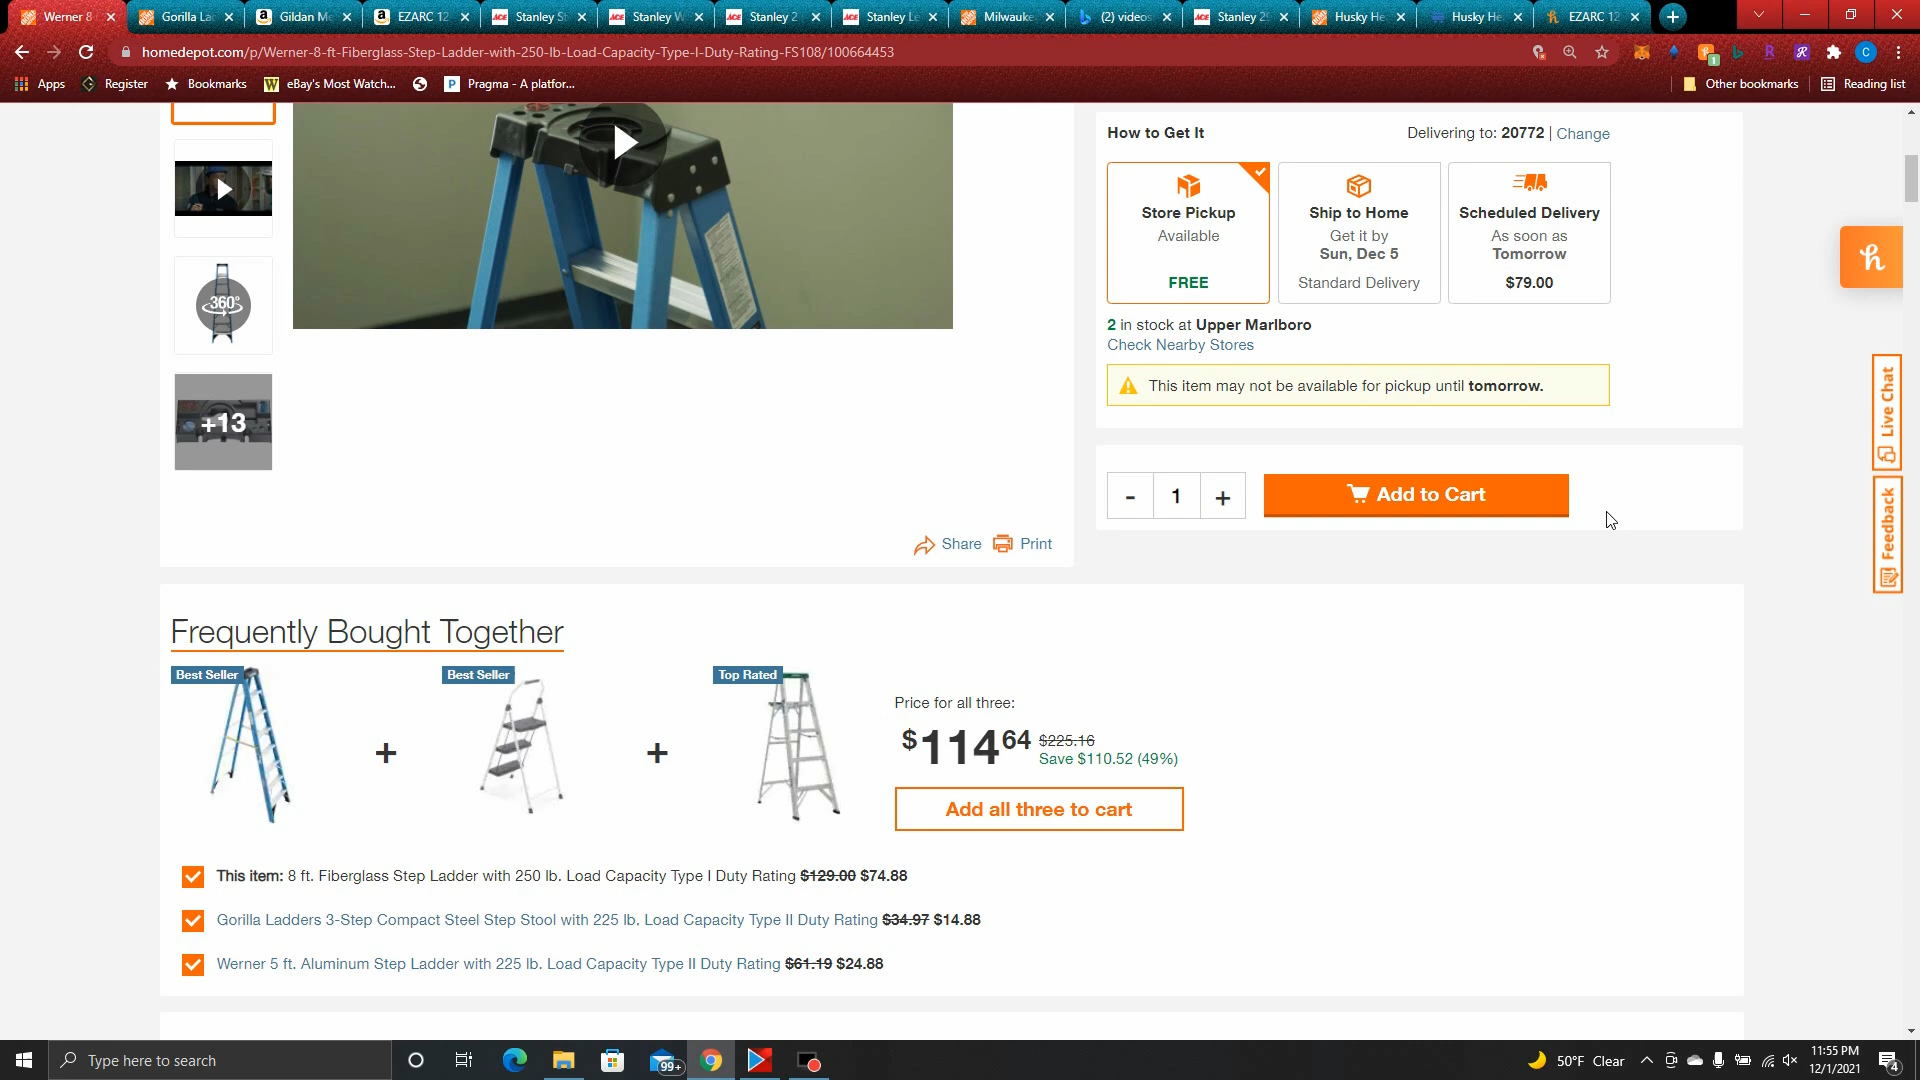 Werner 8
Gorilla La
Gildan Me
EZARC 12
Stanley S
Stanley W
Stanley 2
Stanley Le
Milwauke
(2) videos
Stanley 25
Husky He
Husky He
EZARC 12
homedepot.com/p/Werner-8-ft-Fiberglass-Step-Ladder-with-250-lb-Load-Capacity-Type-I-Duty-Rating-FS108/100664453
Apps
Register
Bookmarks
eBay's Most Watch...
Pragma - A platfor...
Other bookmarks
Reading list
How to Get It
Delivering to: 20772 | Change
Store Pickup
Available
FREE
Ship to Home
Get it by
Sun, Dec 5
Standard Delivery
Scheduled Delivery
As soon as
Tomorrow
$79.00
2 in stock at Upper Marlboro
Check Nearby Stores
This item may not be available for pickup until tomorrow.
360°
+13
- 1 +
Add to Cart
Live Chat
Feedback
Share
Print
Frequently Bought Together
Best Seller
Best Seller
Top Rated
+
+
Price for all three:
$114 64 $225.16
Save $110.52 (49%)
Add all three to cart
This item: 8 ft. Fiberglass Step Ladder with 250 lb. Load Capacity Type I Duty Rating $129.00 $74.88
Gorilla Ladders 3-Step Compact Steel Step Stool with 225 lb. Load Capacity Type II Duty Rating $34.97 $14.88
Werner 5 ft. Aluminum Step Ladder with 225 lb. Load Capacity Type II Duty Rating $61.19 $24.88
Type here to search
99+
50°F Clear
11:55 PM
12/1/2021
4